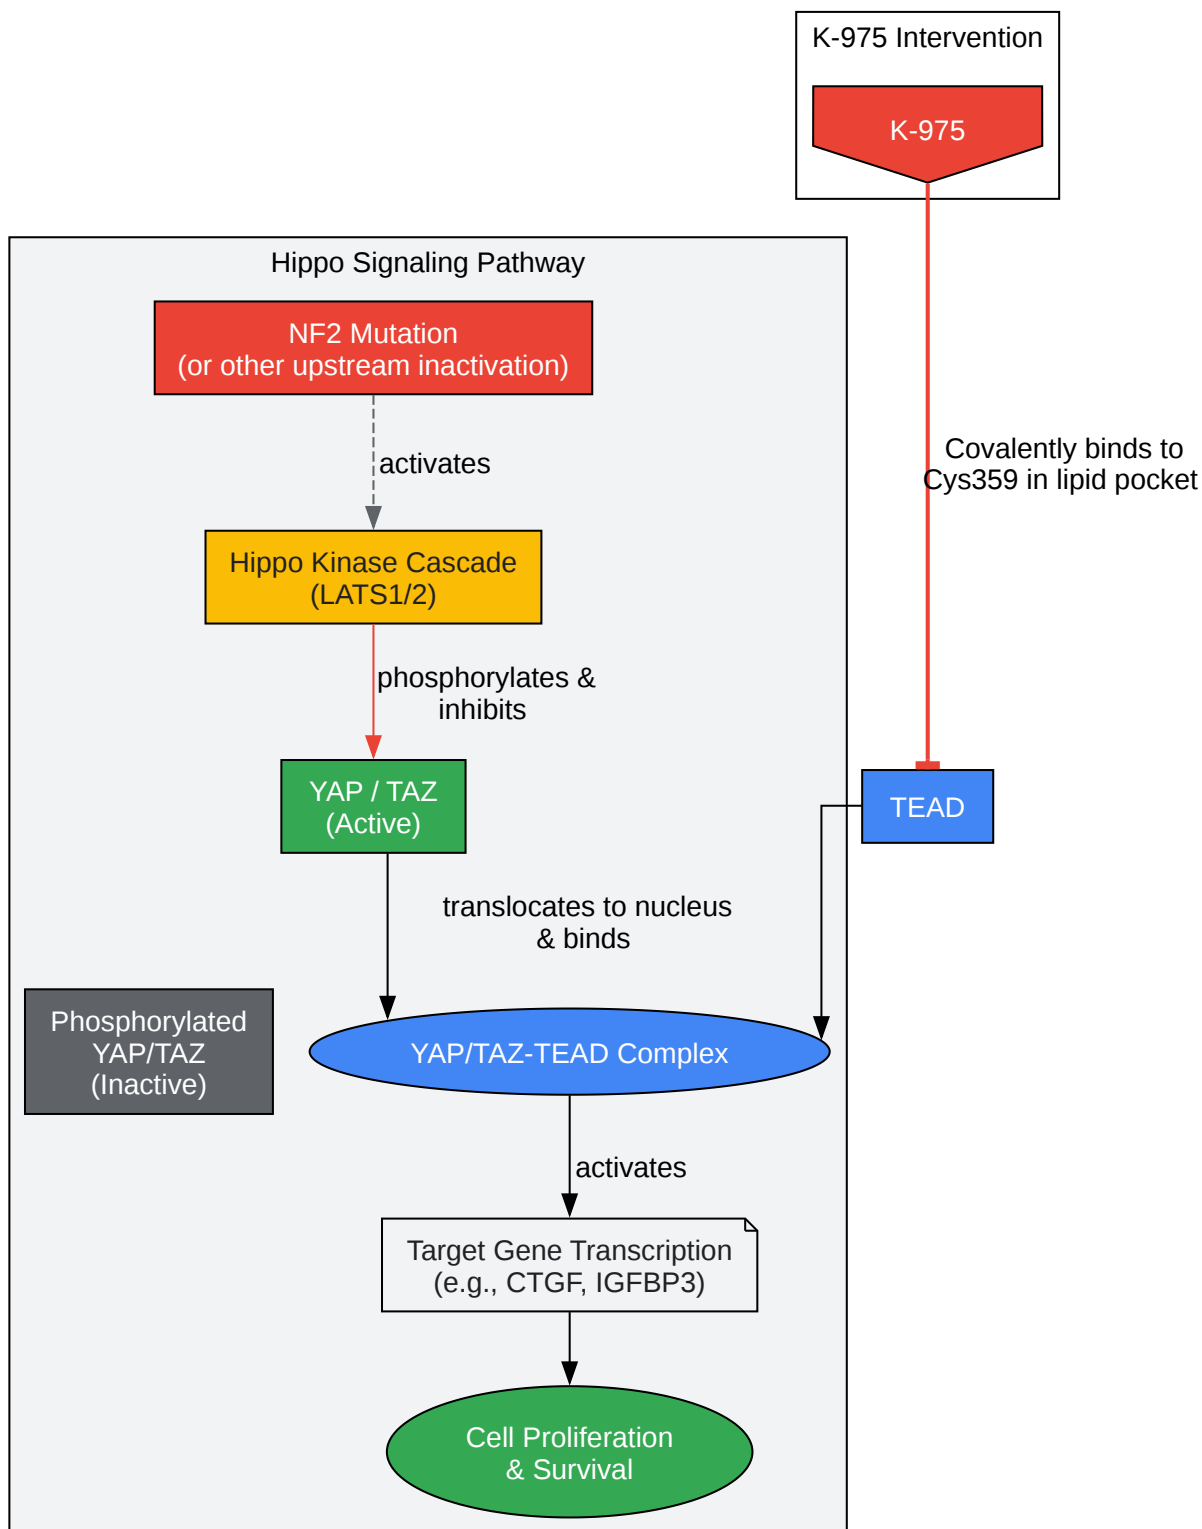 K-975 Intervention
K-975
Hippo Signaling Pathway
NF2 Mutation
(or other upstream inactivation)
activates
Covalently binds to
Cys359 in lipid pocket
Hippo Kinase Cascade
(LATS1/2)
phosphorylates &
inhibits
YAP / TAZ
(Active)
TEAD
translocates to nucleus
& binds
Phosphorylated
YAP/TAZ
(Inactive)
YAP/TAZ-TEAD Complex
activates
Target Gene Transcription
(e.g., CTGF, IGFBP3)
Cell Proliferation
& Survival